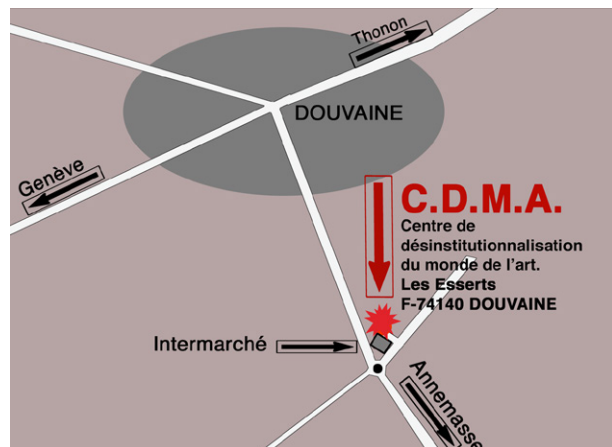 Thonon
DOUVAINE
Genève
C.D.M.A.
Centre de
désinstitutionnalisation
du monde de l'art.
Les Esserts
F-74140 DOUVAINE
Intermarché
Annemasse